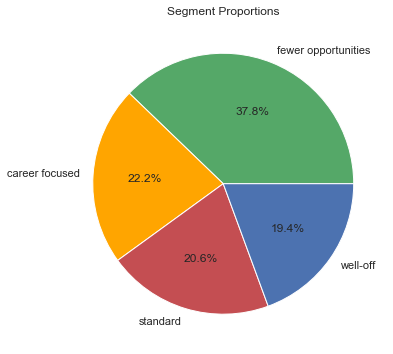 Segment Proportions
fewer opportunities
37.8%
career focused
22.2%
19.4%
20.6%
well-off
standard